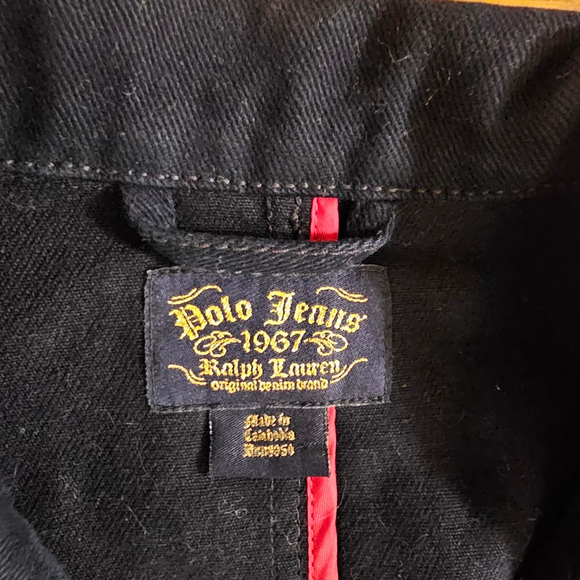 Polo Jeans
1967
Ralph Lauren
original denim brand
Made in
Cambodia